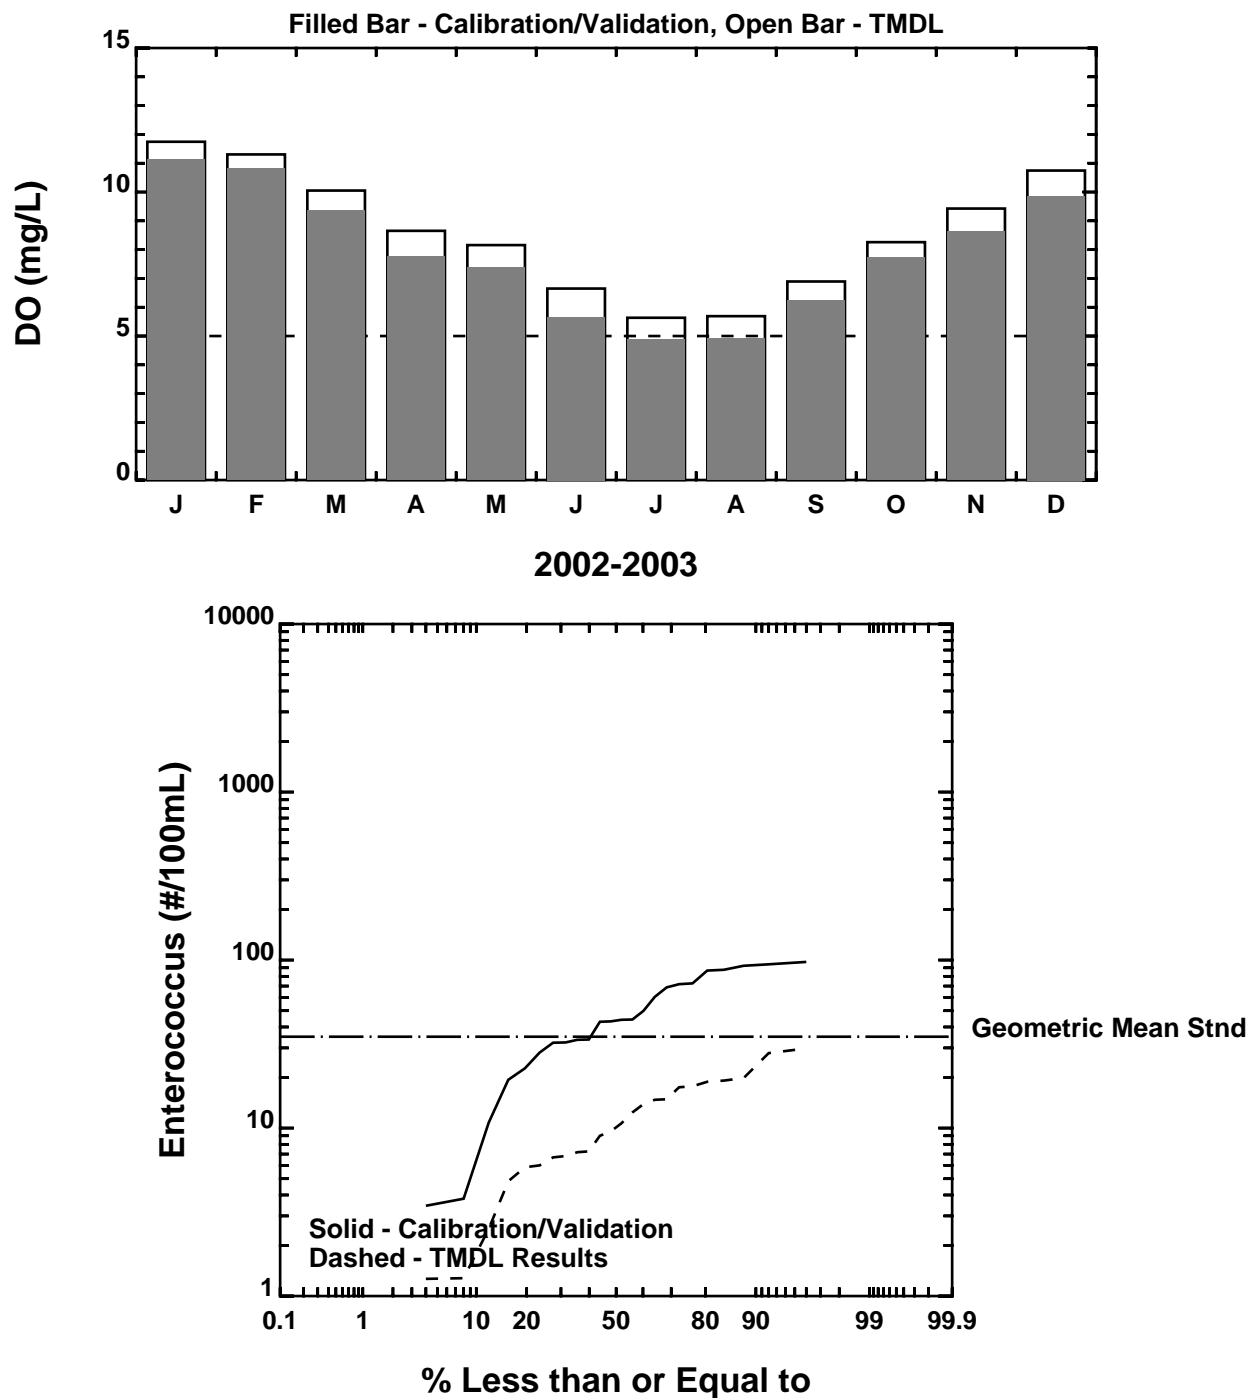 Filled Bar - Calibration/Validation, Open Bar - TMDL
15
10
5
0
DO (mg/L)
J F M A M J J A S O N D
2002-2003
10000
1000
100
10
1
Enterococcus (#/100mL)
Geometric Mean Stnd
Solid - Calibration/Validation
Dashed - TMDL Results
0.1 1 10 20 50 80 90 99 99.9
% Less than or Equal to